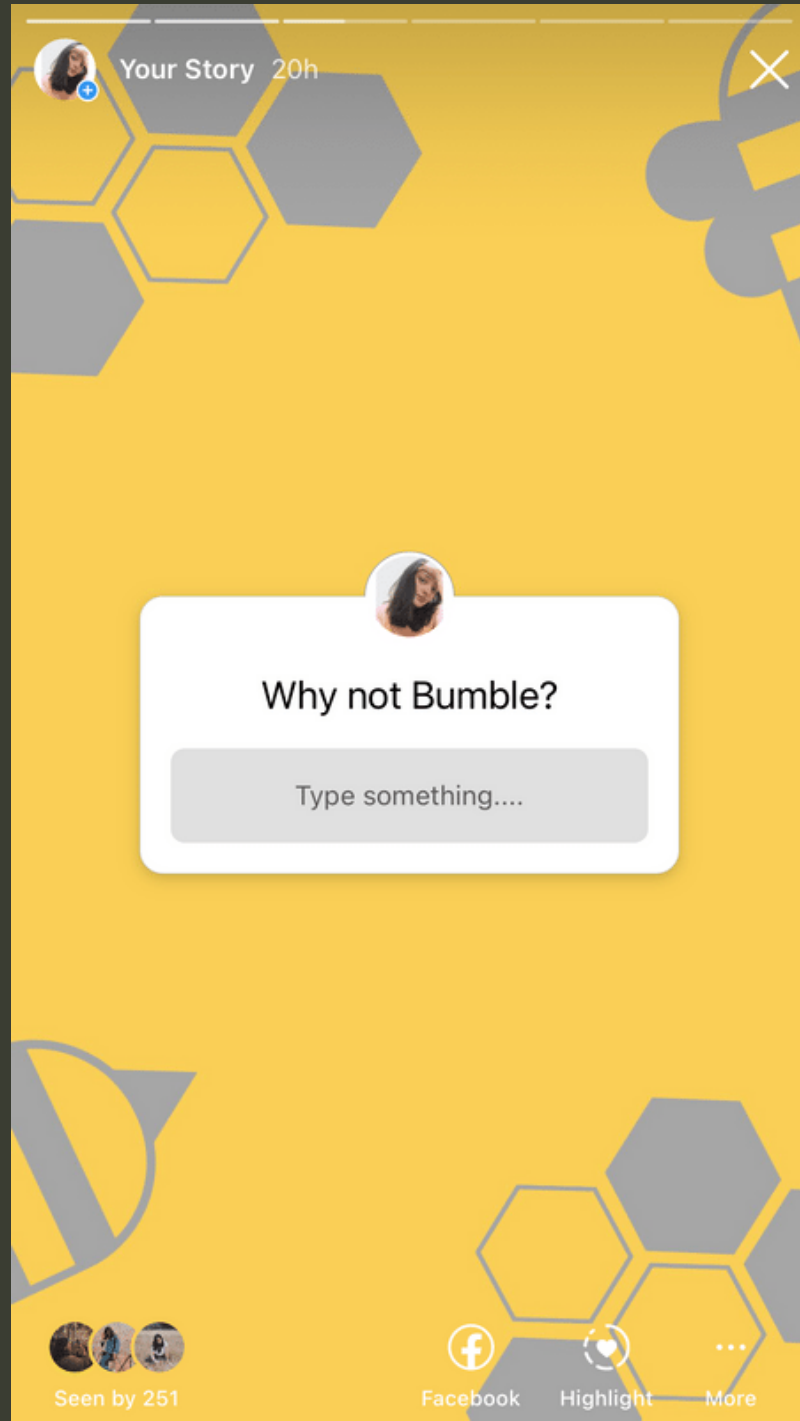 Your Story 20h
Why not Bumble?
Type something....
Seen by 251
Facebook Highlight More